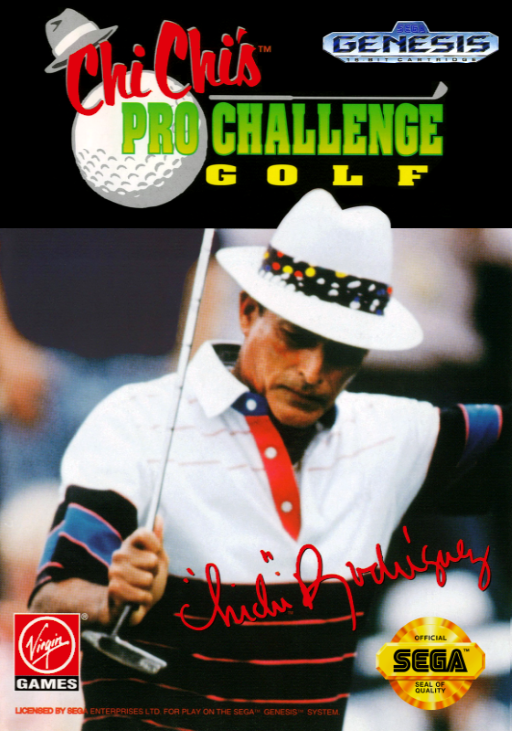 Chi Chi's™
PRO CHALLENGE
GOLF
SEGA
GENESIS
16-BIT CARTRIDGE
"Chi Chi" Rodriguez
Virgin®
GAMES
OFFICIAL
SEGA™
SEAL OF
QUALITY
LICENSED BY SEGA ENTERPRISES LTD. FOR PLAY ON THE SEGA™ GENESIS™ SYSTEM.